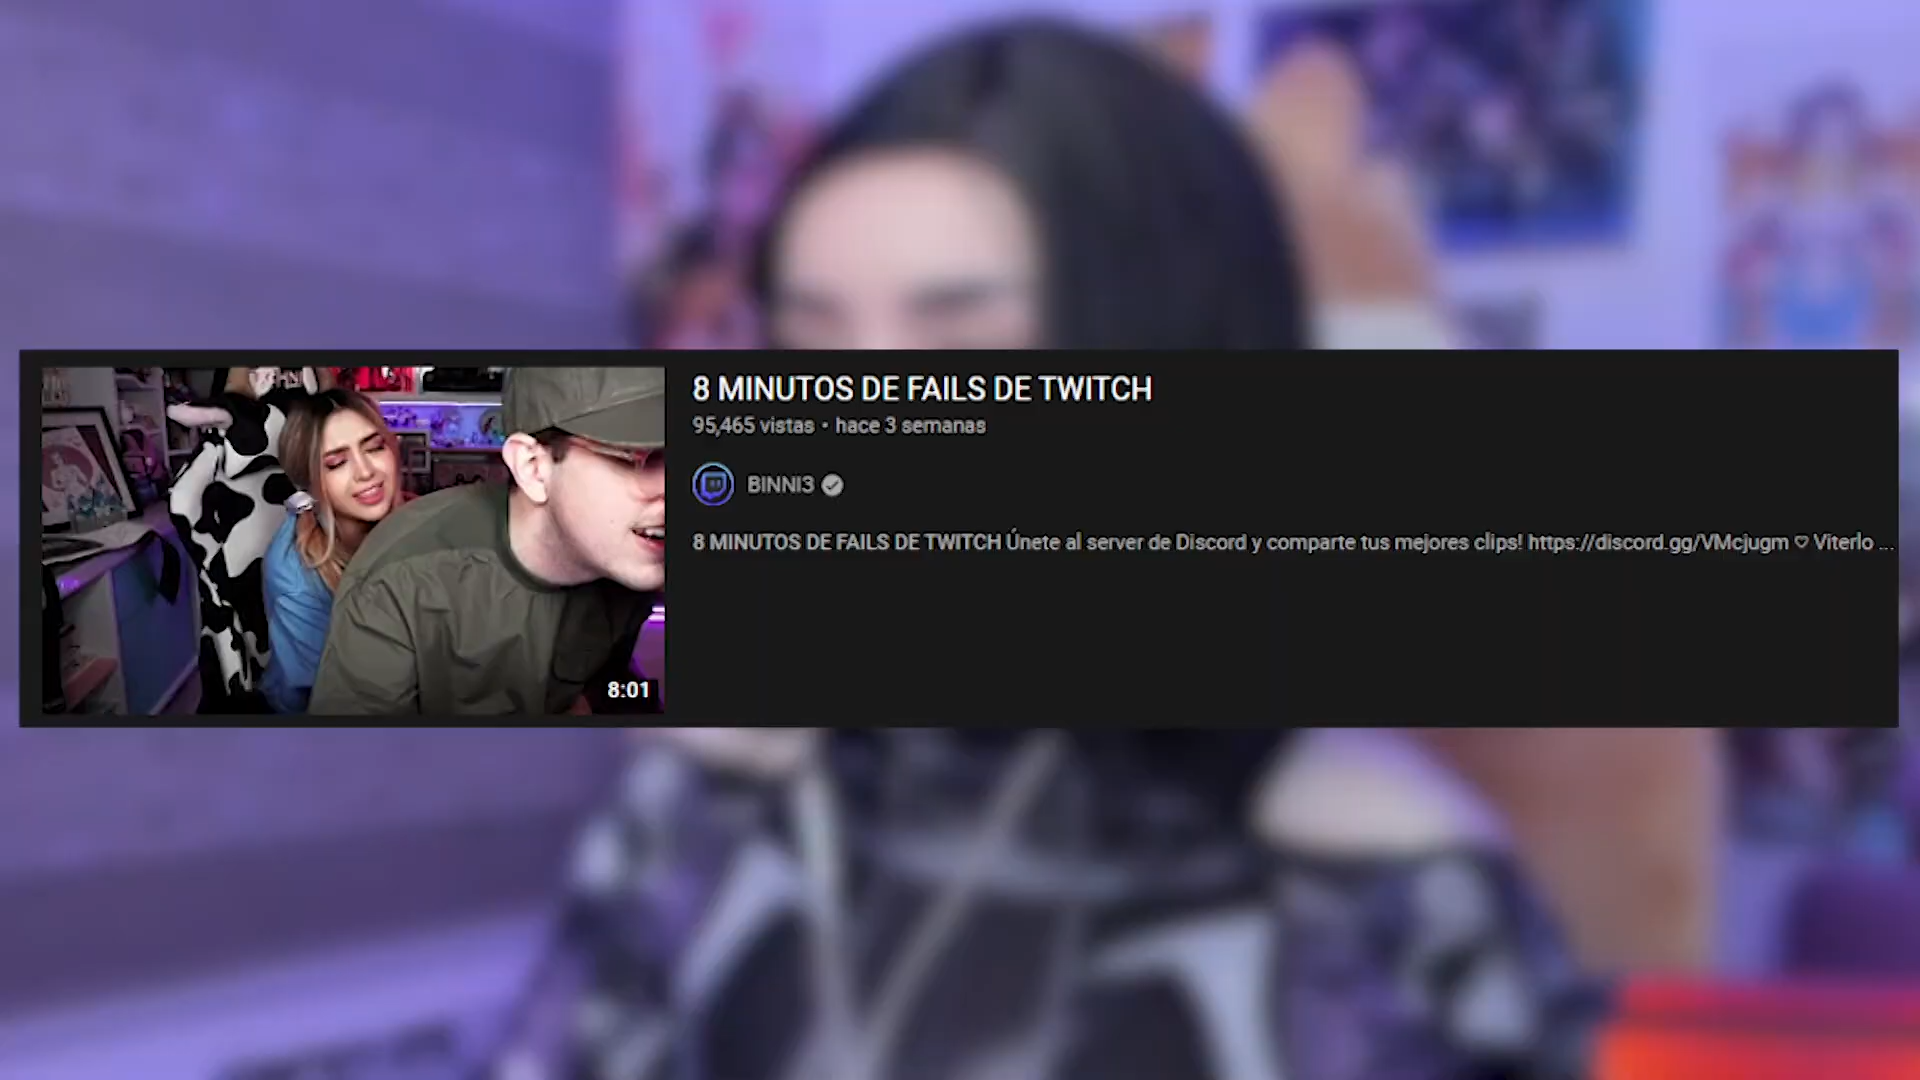 8 MINUTOS DE FAILS DE TWITCH
95,465 vistas • hace 3 semanas
BINNI3
8 MINUTOS DE FAILS DE TWITCH Únete al server de Discord y comparte tus mejores clips! https://discord.gg/VMcjugm ♡ Viterlo ...
8:01